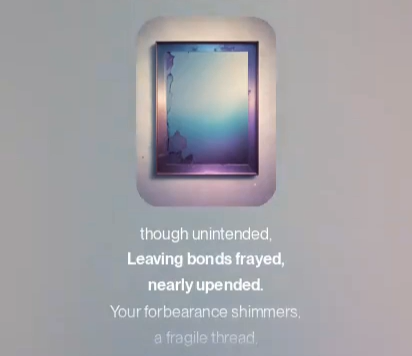 though unintended,
Leaving bonds frayed,
nearly upended.
Your forbearance shimmers,
a fragile thread.